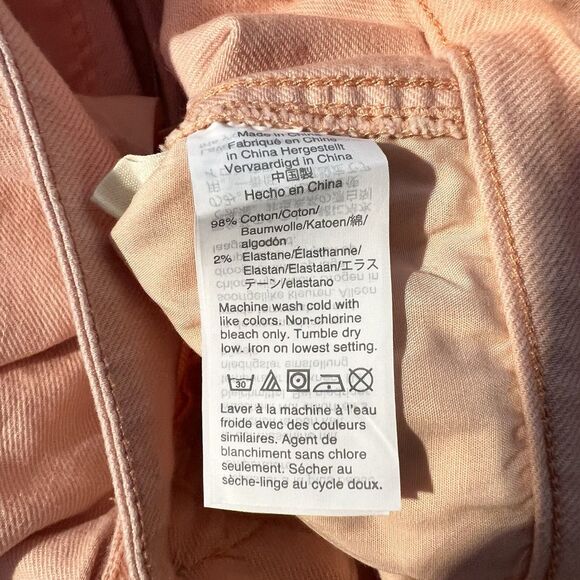 Made in China
Fabriqué en Chine
in China Hergestellt
Vervaardigd in China
中国製
Hecho en China
98% Cotton/Coton/
Baumwolle/Katoen/綿/
algodón
2% Elastane/Élasthanne/
Elastan/Elastaan/エラス
テーン/elastano
Machine wash cold with
like colors. Non-chlorine
bleach only. Tumble dry
low. Iron on lowest setting.
30
Laver à la machine à l'eau
froide avec des couleurs
similaires. Agent de
blanchiment sans chlore
seulement. Sécher au
sèche-linge au cycle doux.